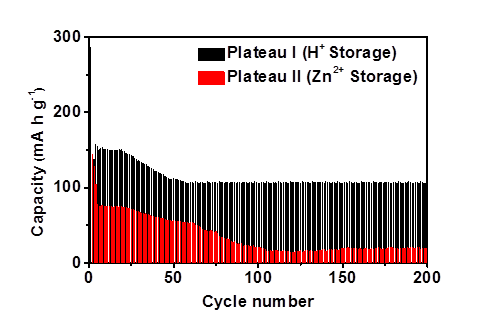 300
200
100
0
Capacity (mA h g⁻¹)
Plateau I (H⁺ Storage)
Plateau II (Zn²⁺ Storage)
0 50 100 150 200
Cycle number